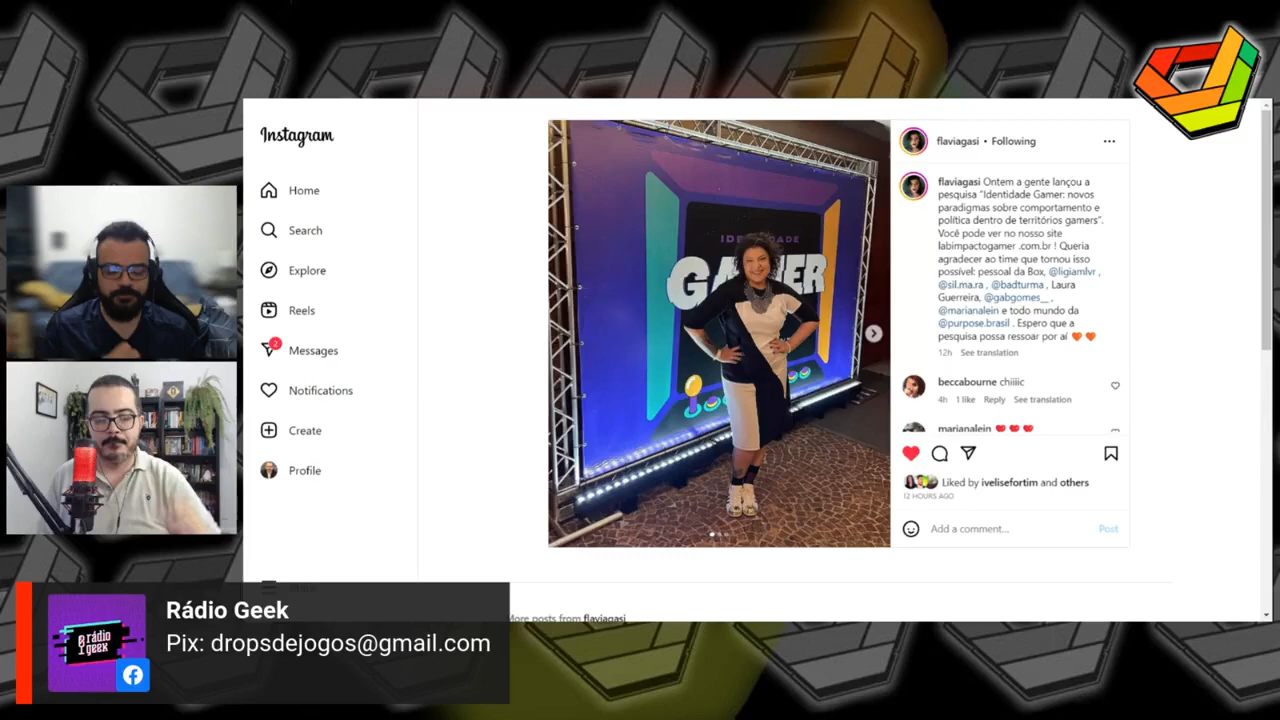 Instagram
Home
Search
Explore
Reels
2
Messages
Notifications
Create
Profile
IDENTIDADE
GAMER
flaviagasi • Following
flaviagasi Ontem a gente lançou a
pesquisa "Identidade Gamer: novos
paradigmas sobre comportamento e
política dentro de territórios gamers".
Você pode ver no nosso site
labimpactogamer .com.br ! Queria
agradecer ao time que tornou isso
possível: pessoal da Box, @ligiamlvr ,
@sil.ma.ra , @badturma , Laura
Guerreira, @gabgomes__ ,
@marianalein e todo mundo da
@purpose.brasil . Espero que a
pesquisa possa ressoar por aí 🧡🧡
12h See translation
beccabourne chiiiic
4h 1 like Reply See translation
marianalein ❤️❤️❤️
Liked by ivelisefortim and others
12 HOURS AGO
Add a comment... Post
More posts from flaviagasi
rádio
geek
Rádio Geek
Pix: dropsdejogos@gmail.com